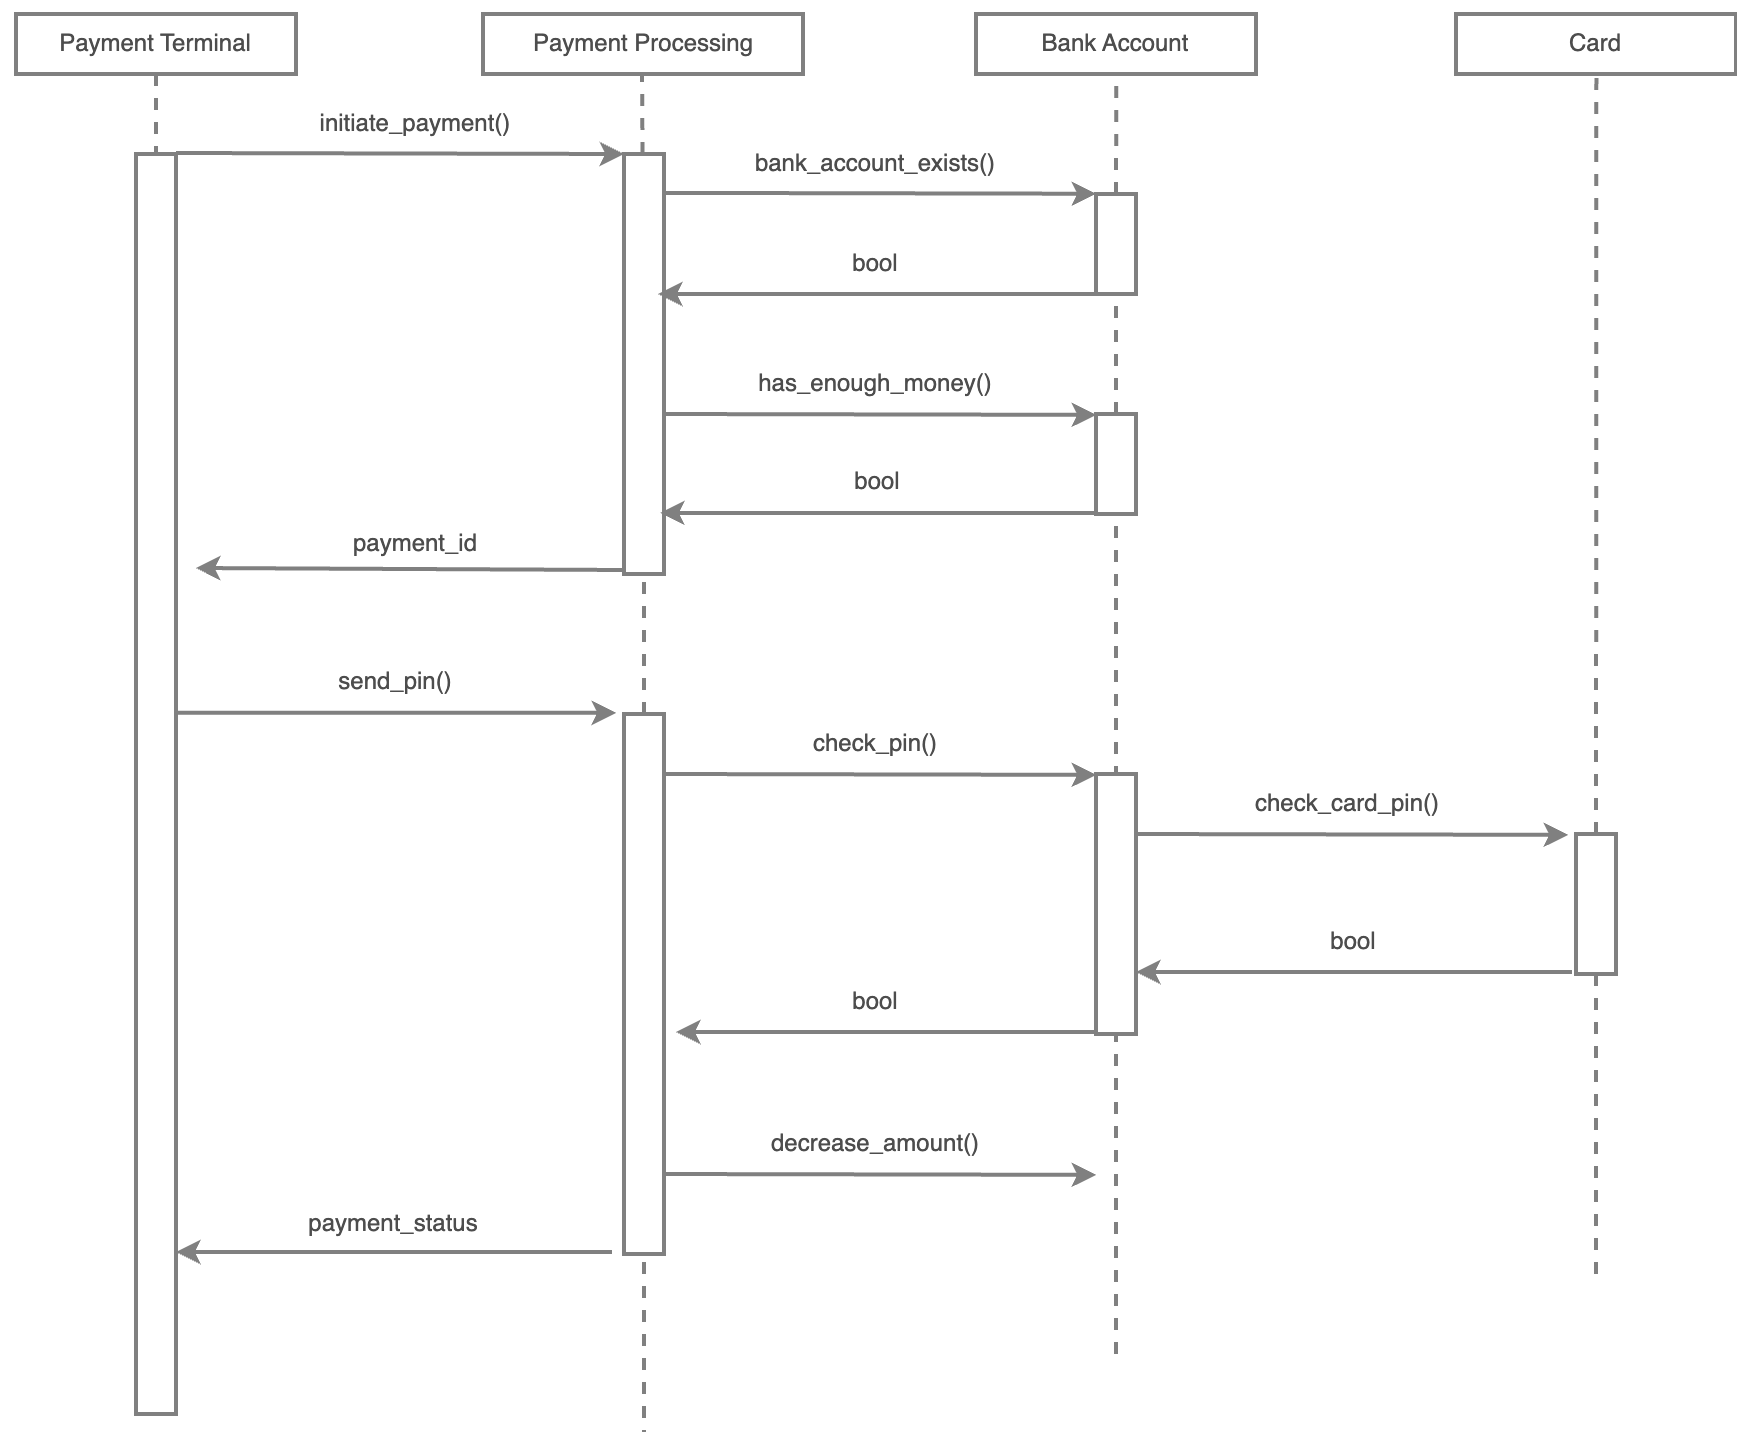 Payment Terminal
Payment Processing
Bank Account
Card
initiate_payment()
bank_account_exists()
bool
has_enough_money()
bool
payment_id
send_pin()
check_pin()
check_card_pin()
bool
bool
decrease_amount()
payment_status